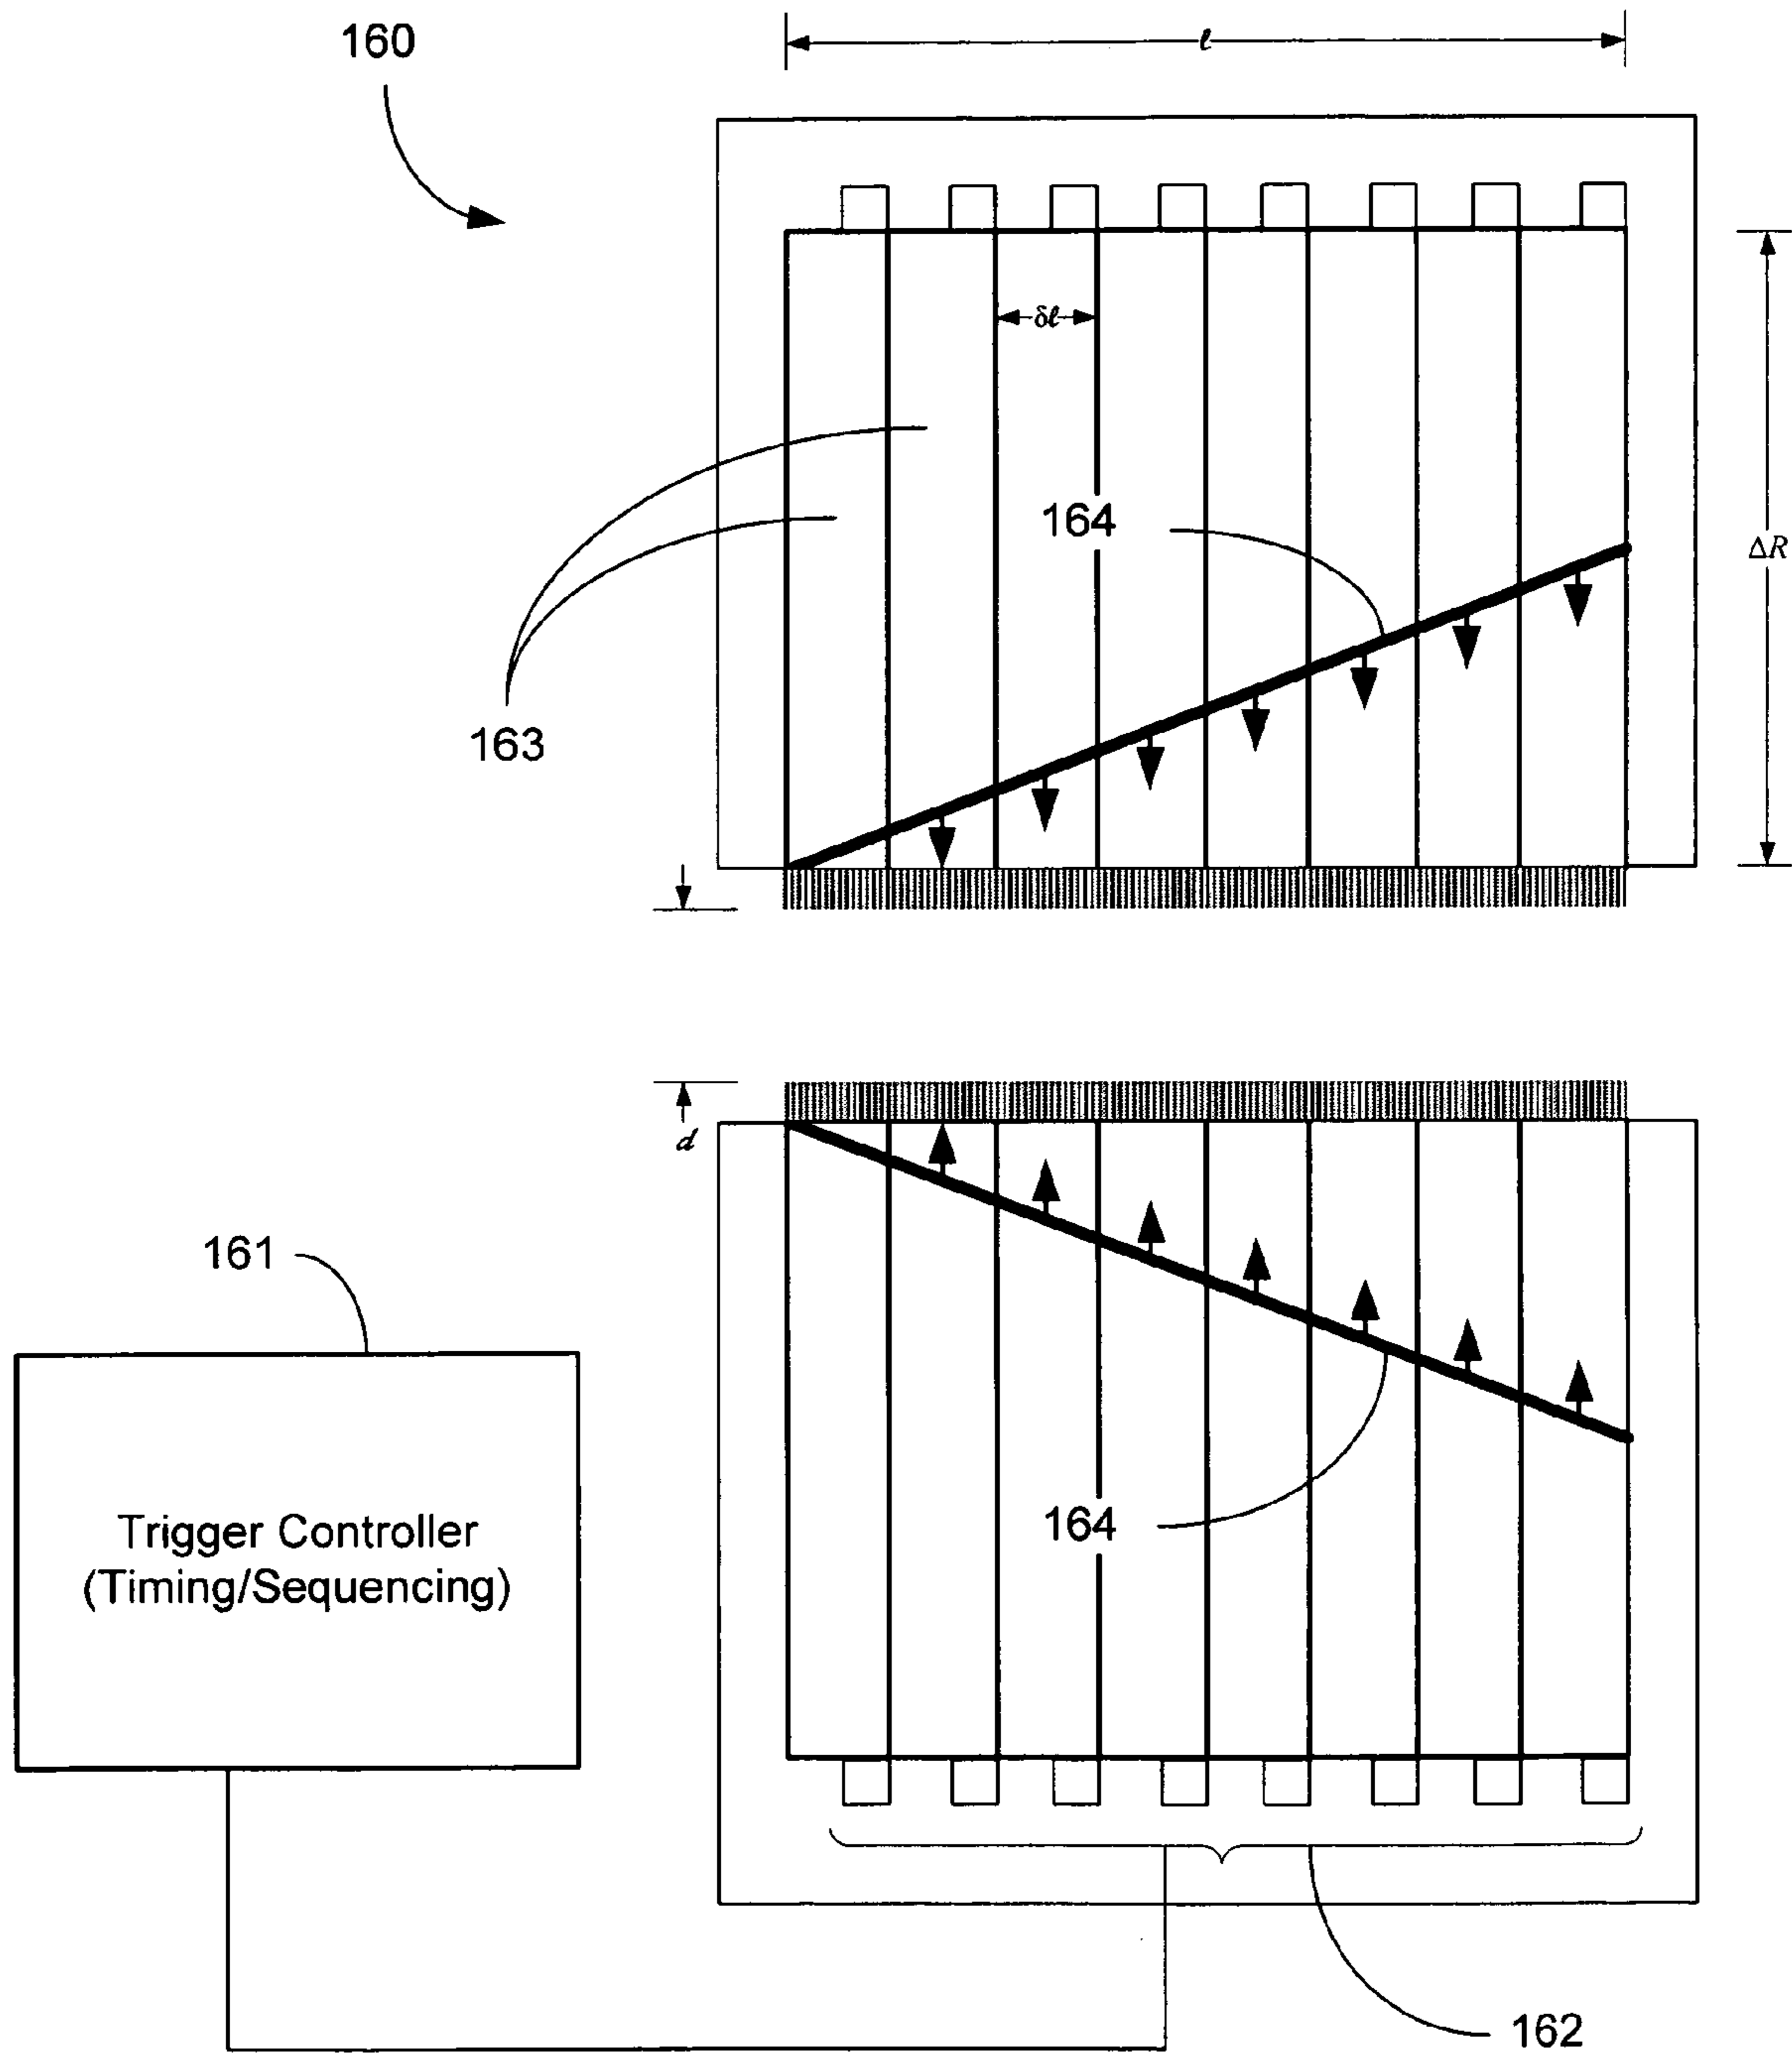 160
ℓ
δℓ
164
ΔR
163
d
161
Trigger Controller
(Timing/Sequencing)
164
162